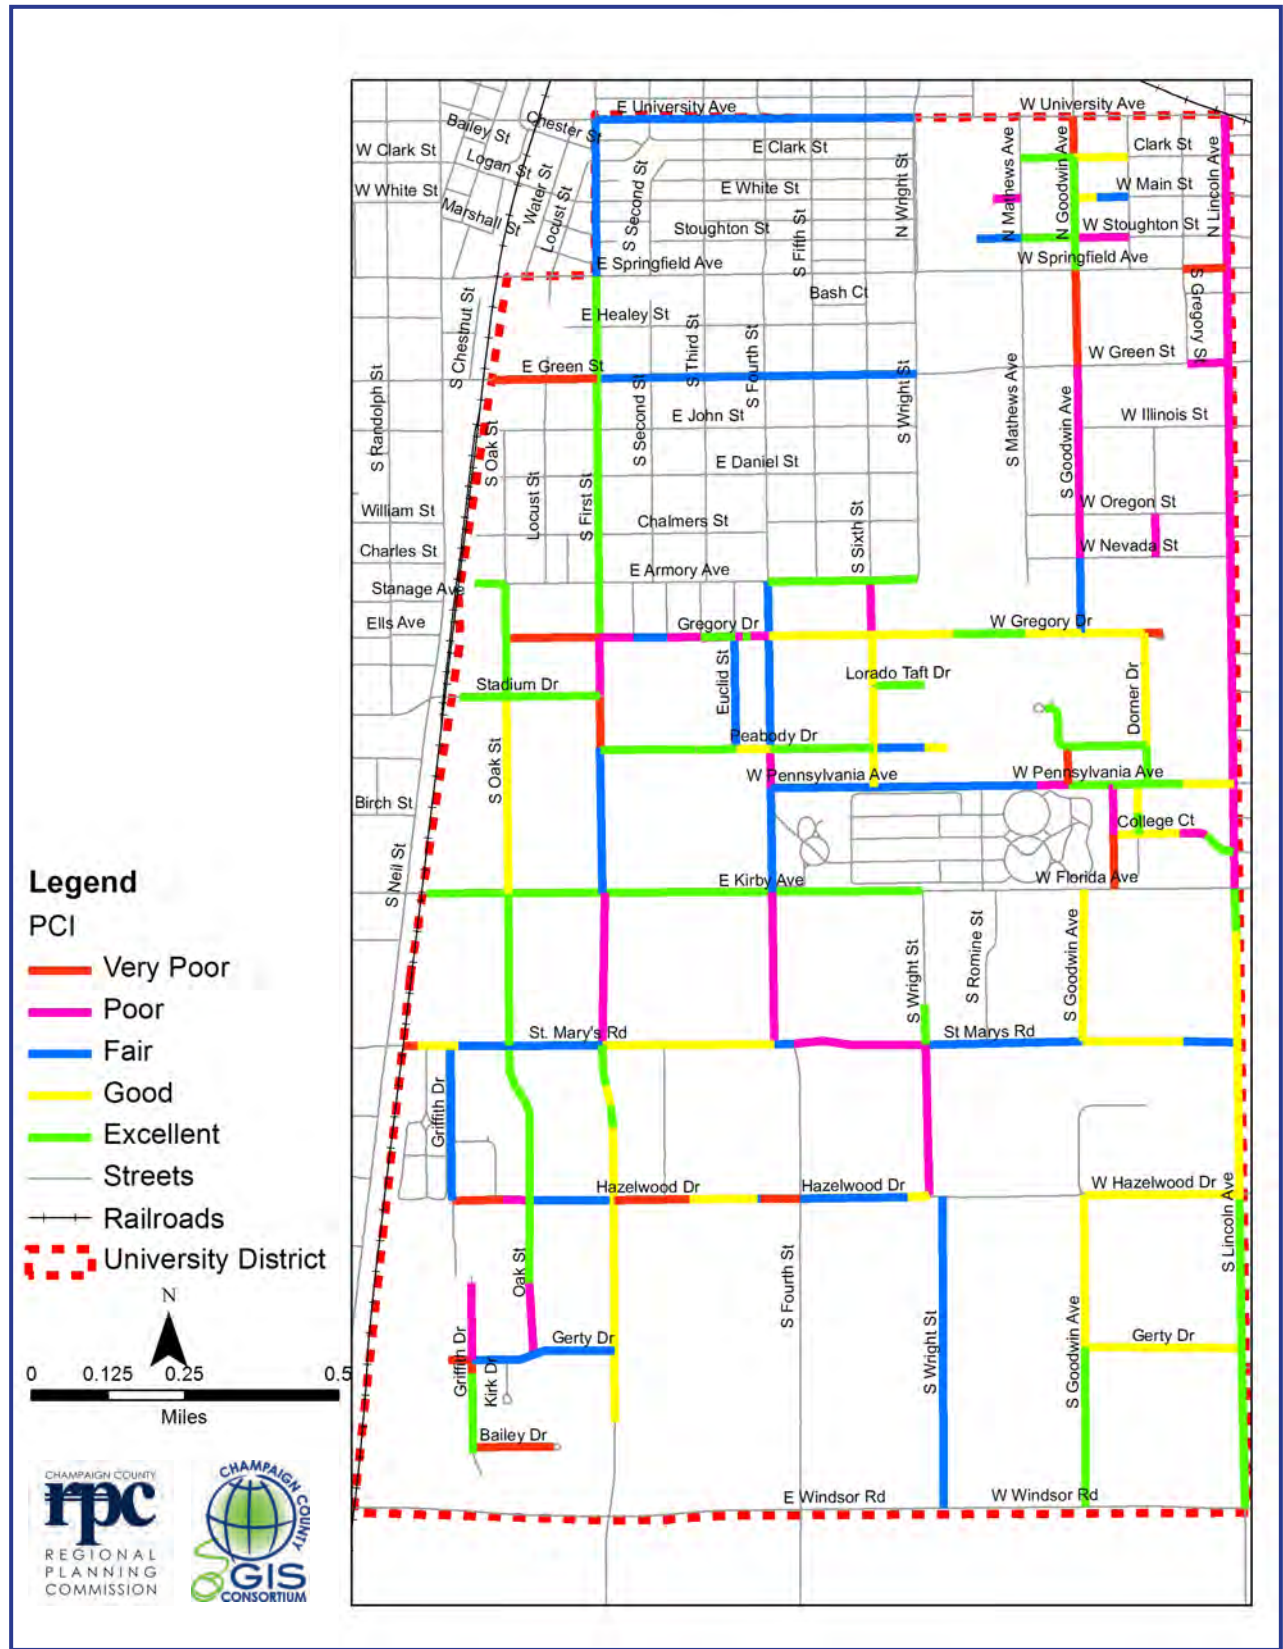 E University Ave
W University Ave
Bailey St
Chester St
W Clark St
Logan St
E Clark St
Clark St
W White St
Marshall St
Water St
Locust St
S Second St
E White St
Stoughton St
S Fifth St
N Wright St
N Mathews Ave
N Goodwin Ave
W Main St
W Stoughton St
N Lincoln Ave
E Springfield Ave
W Springfield Ave
Bash Ct
S Gregory St
S Chestnut St
E Healey St
S Third St
S Fourth St
E Green St
W Green St
S Randolph St
S Oak St
S Second St
E John St
S Wright St
S Mathews Ave
S Goodwin Ave
W Illinois St
E Daniel St
Locust St
S First St
William St
Chalmers St
S Sixth St
W Oregon St
Charles St
W Nevada St
Stanage Ave
E Armory Ave
Ells Ave
Gregory Dr
W Gregory Dr
Stadium Dr
Euclid St
Lorado Taft Dr
Dorner Dr
S Oak St
Peabody Dr
W Pennsylvania Ave
W Pennsylvania Ave
Birch St
College Ct
S Neil St
E Kirby Ave
W Florida Ave
S Wright St
S Romine St
S Goodwin Ave
St. Mary's Rd
St Marys Rd
Griffith Dr
Hazelwood Dr
Hazelwood Dr
W Hazelwood Dr
S Lincoln Ave
Oak St
S Fourth St
S Wright St
S Goodwin Ave
Gerty Dr
Gerty Dr
Griffith Dr
Kirk Dr
Bailey Dr
E Windsor Rd
W Windsor Rd
Legend
PCI
Very Poor
Poor
Fair
Good
Excellent
Streets
Railroads
University District
N
0 0.125 0.25 0.5
Miles
CHAMPAIGN COUNTY
rpc
REGIONAL
PLANNING
COMMISSION
CHAMPAIGN COUNTY
GIS
CONSORTIUM